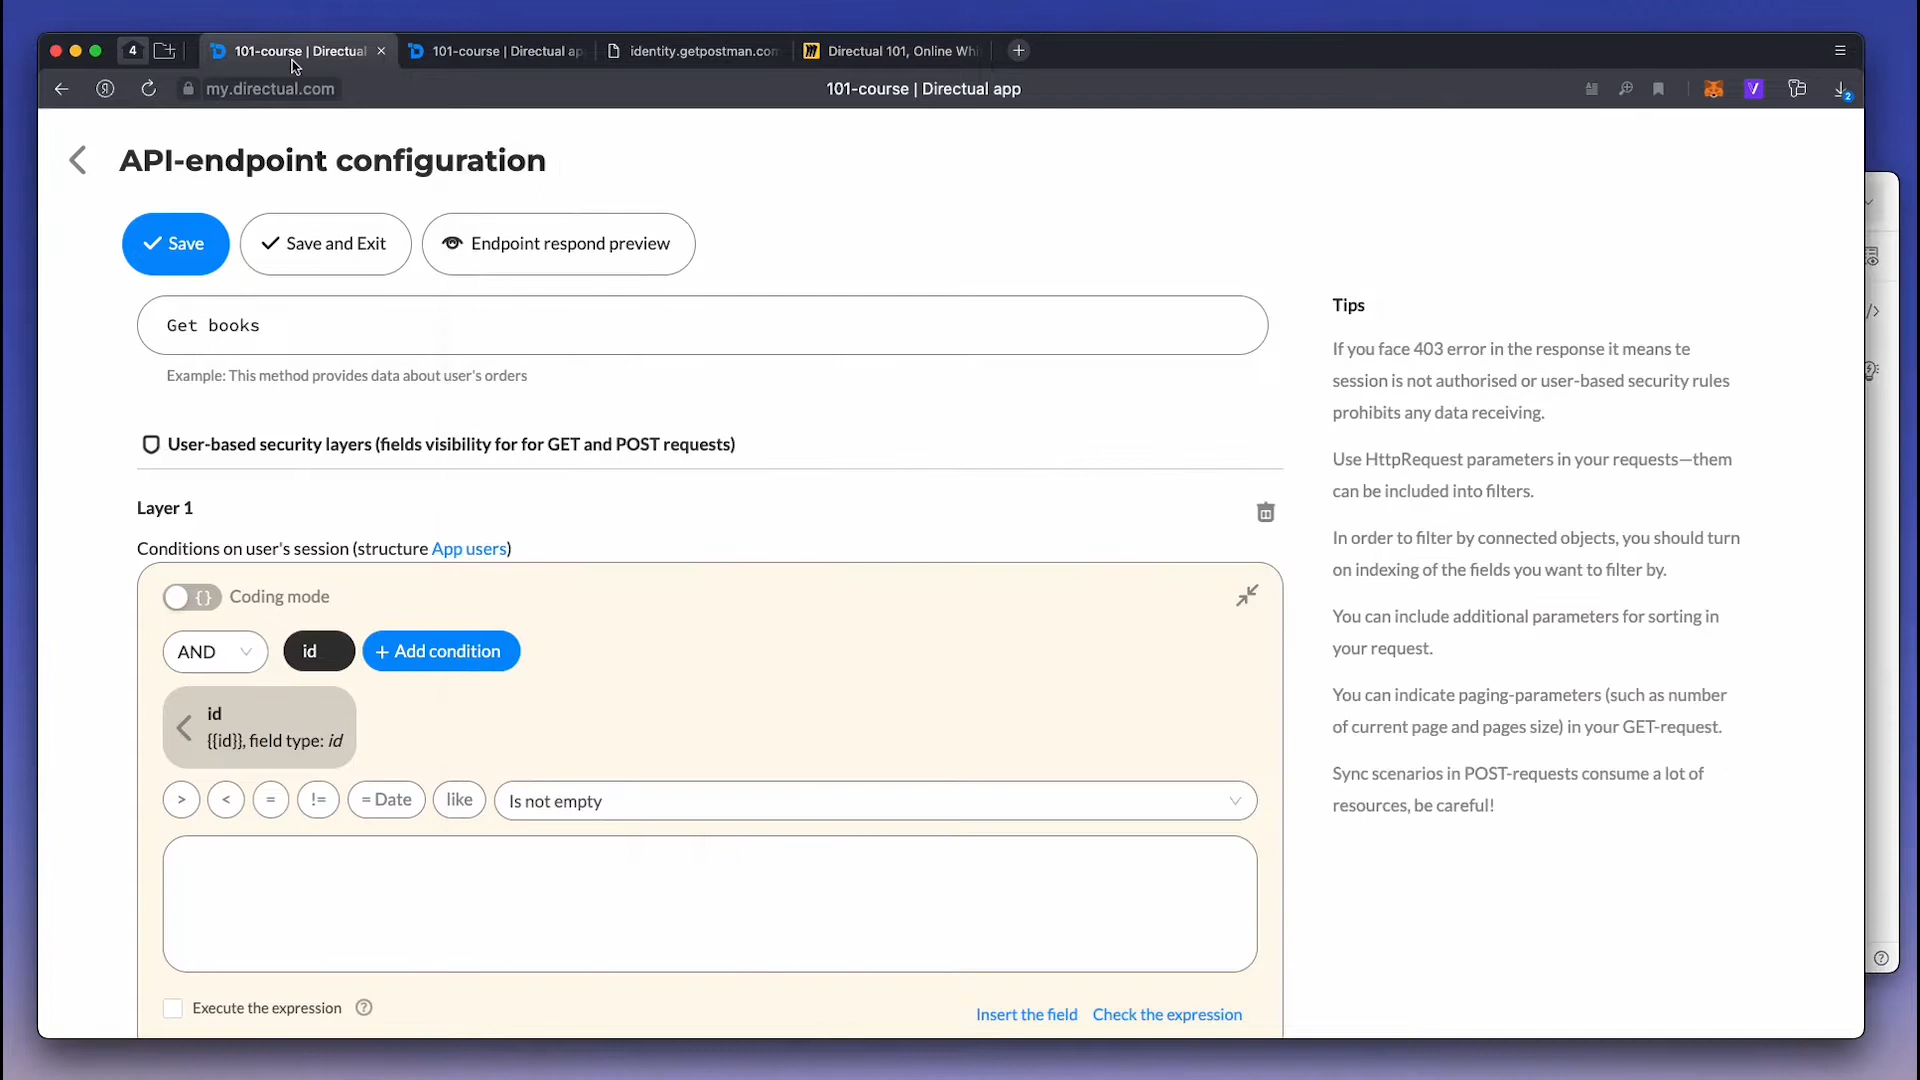 4
101-course | Directual
101-course | Directual ap
identity.getpostman.com
Directual 101, Online Whi
my.directual.com
101-course | Directual app
2
API-endpoint configuration
Save
Save and Exit
Endpoint respond preview
Get books
Example: This method provides data about user's orders
User-based security layers (fields visibility for for GET and POST requests)
Layer 1
Conditions on user's session (structure App users)
{} Coding mode
AND
id
+ Add condition
id
{{id}}, field type: id
>
<
=
!=
= Date
like
Is not empty
Execute the expression ?
Insert the field
Check the expression
Tips
If you face 403 error in the response it means te
session is not authorised or user-based security rules
prohibits any data receiving.
Use HttpRequest parameters in your requests—them
can be included into filters.
In order to filter by connected objects, you should turn
on indexing of the fields you want to filter by.
You can include additional parameters for sorting in
your request.
You can indicate paging-parameters (such as number
of current page and pages size) in your GET-request.
Sync scenarios in POST-requests consume a lot of
resources, be careful!